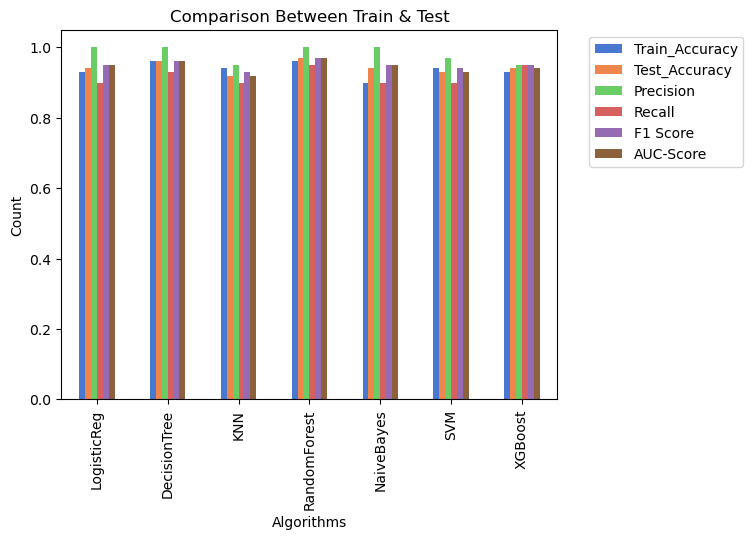 Comparison Between Train & Test
1.0
0.8
0.6
0.4
0.2
0.0
Count
LogisticReg
DecisionTree
KNN
RandomForest
NaiveBayes
SVM
XGBoost
Algorithms
Train_Accuracy
Test_Accuracy
Precision
Recall
F1 Score
AUC-Score